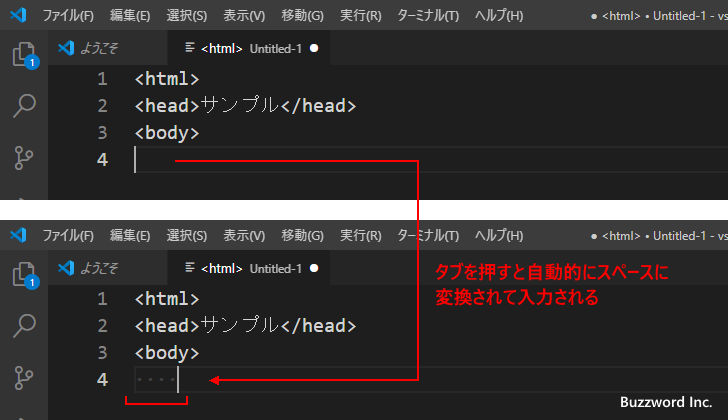 ファイル(F) 編集(E) 選択(S) 表示(V) 移動(G) 実行(R) ターミナル(T) ヘルプ(H) ● <html> • Untitled-1 - vs
ようこそ <html> Untitled-1 ●
1
1 <html>
2 <head>サンプル</head>
3 <body>
4
ファイル(F) 編集(E) 選択(S) 表示(V) 移動(G) 実行(R) ターミナル(T) ヘルプ(H) ● <html> • Untitled-1 - vs
ようこそ <html> Untitled-1 ●
1
タブを押すと自動的にスペースに
変換されて入力される
1 <html>
2 <head>サンプル</head>
3 <body>
4 ····
Buzzword Inc.